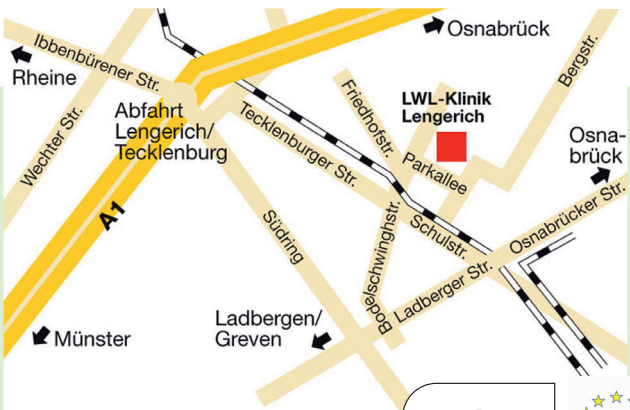 Osnabrück
Ibbenbürener Str.
Rheine
Bergstr.
Wechter Str.
Abfahrt
Lengerich/
Tecklenburg
Friedhofstr.
LWL-Klinik
Lengerich
Tecklenburger Str.
Parkallee
Osna-
brück
A1
Südring
Bodelschwinghstr.
Schulstr.
Osnabrücker Str.
Ladberger Str.
Ladbergen/
Greven
Münster